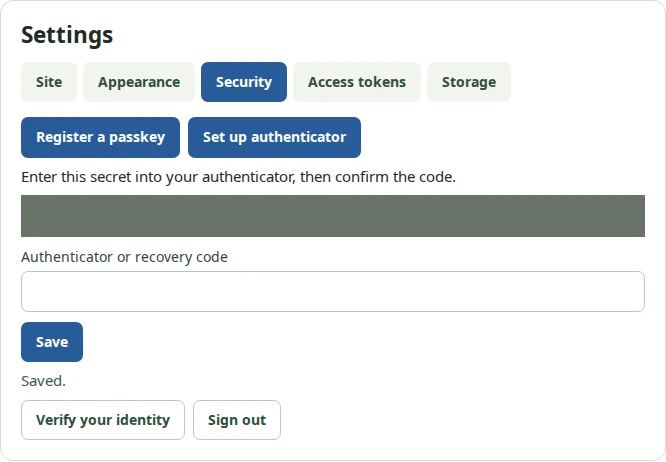 Settings
Site Appearance Security Access tokens Storage
Register a passkey Set up authenticator
Enter this secret into your authenticator, then confirm the code.
Authenticator or recovery code
Save
Saved.
Verify your identity Sign out